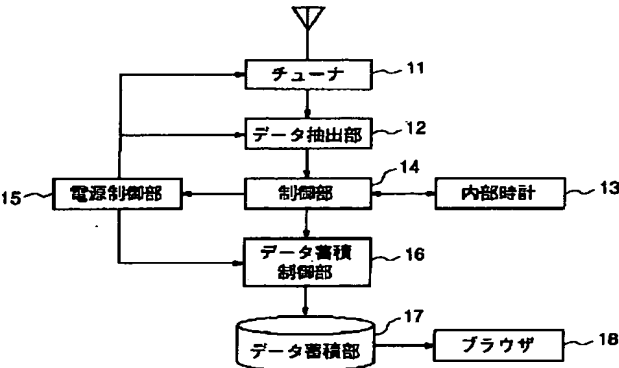 チューナ
11
データ抽出部
12
14
15
電源制御部
制御部
内部時計
13
データ蓄積
制御部
16
17
データ蓄積部
ブラウザ
18